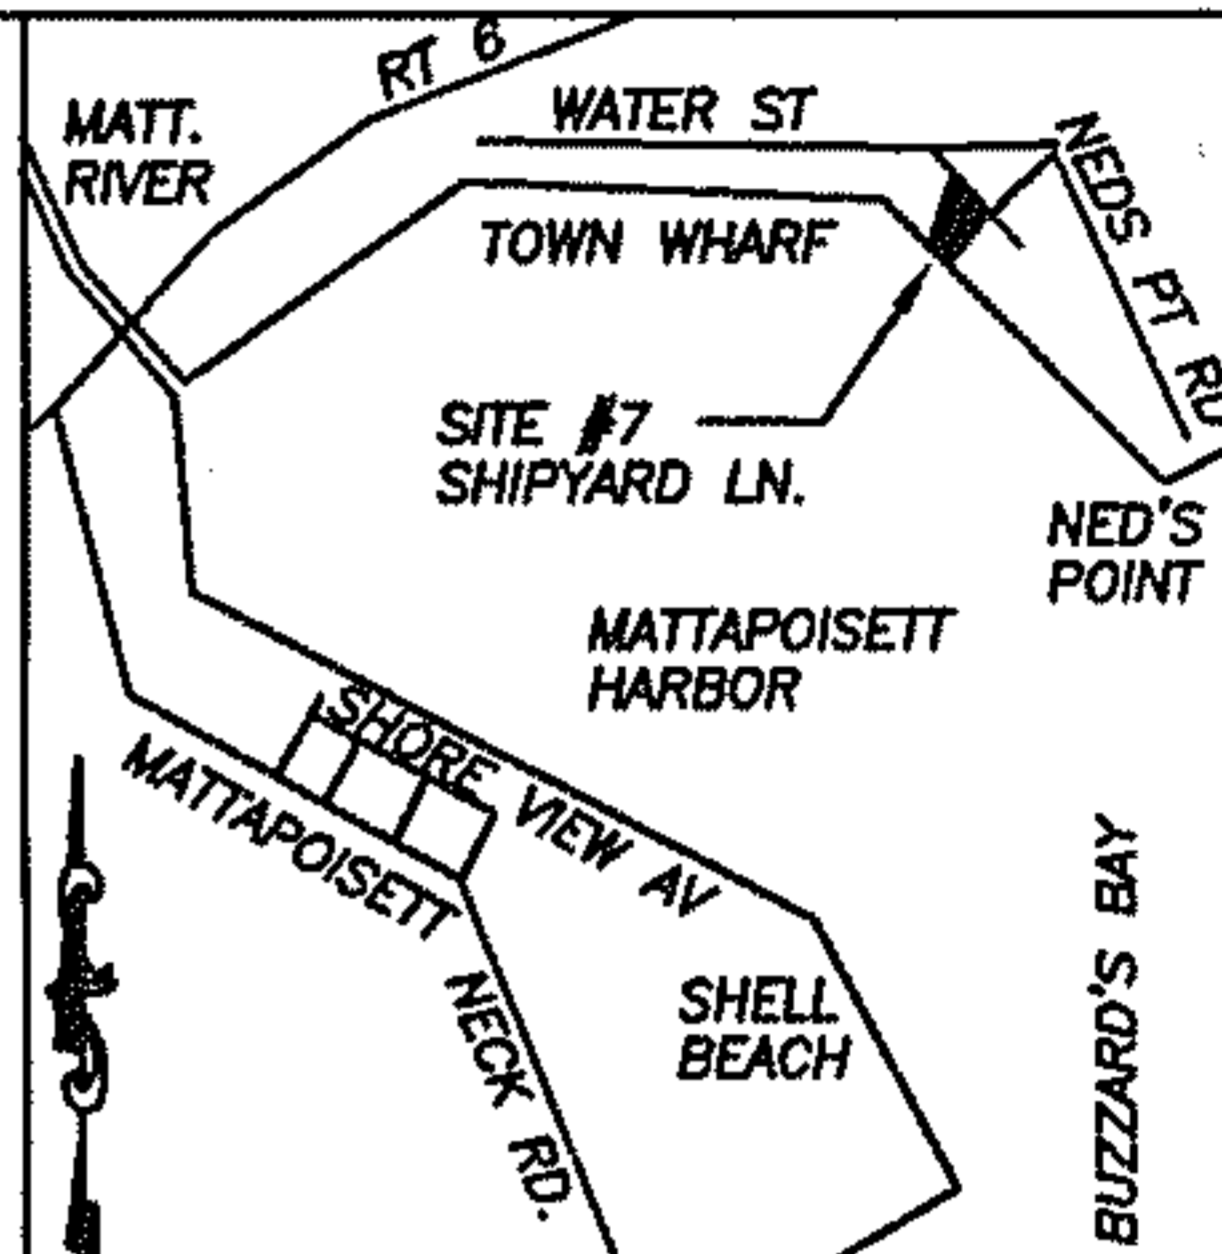 RT 6
WATER ST
MATT.
RIVER
NEDS PT RD
TOWN WHARF
SITE #7
SHIPYARD LN.
NED'S
POINT
MATTAPOISETT
HARBOR
SHORE VIEW AV
MATTAPOISETT NECK RD.
SHELL
BEACH
BUZZARD'S BAY